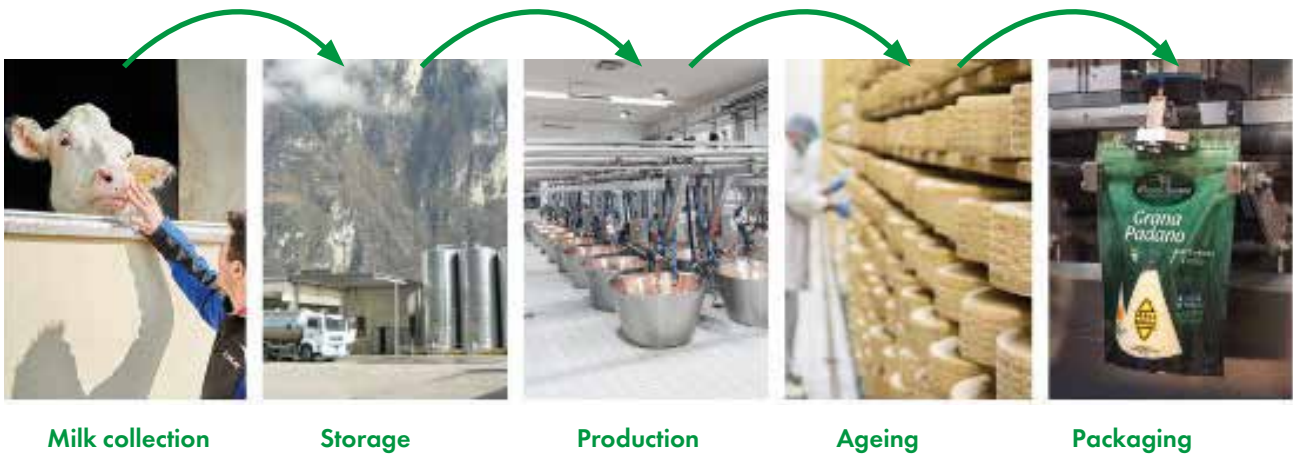 Grana
Padano
Milk collection
Storage
Production
Ageing
Packaging